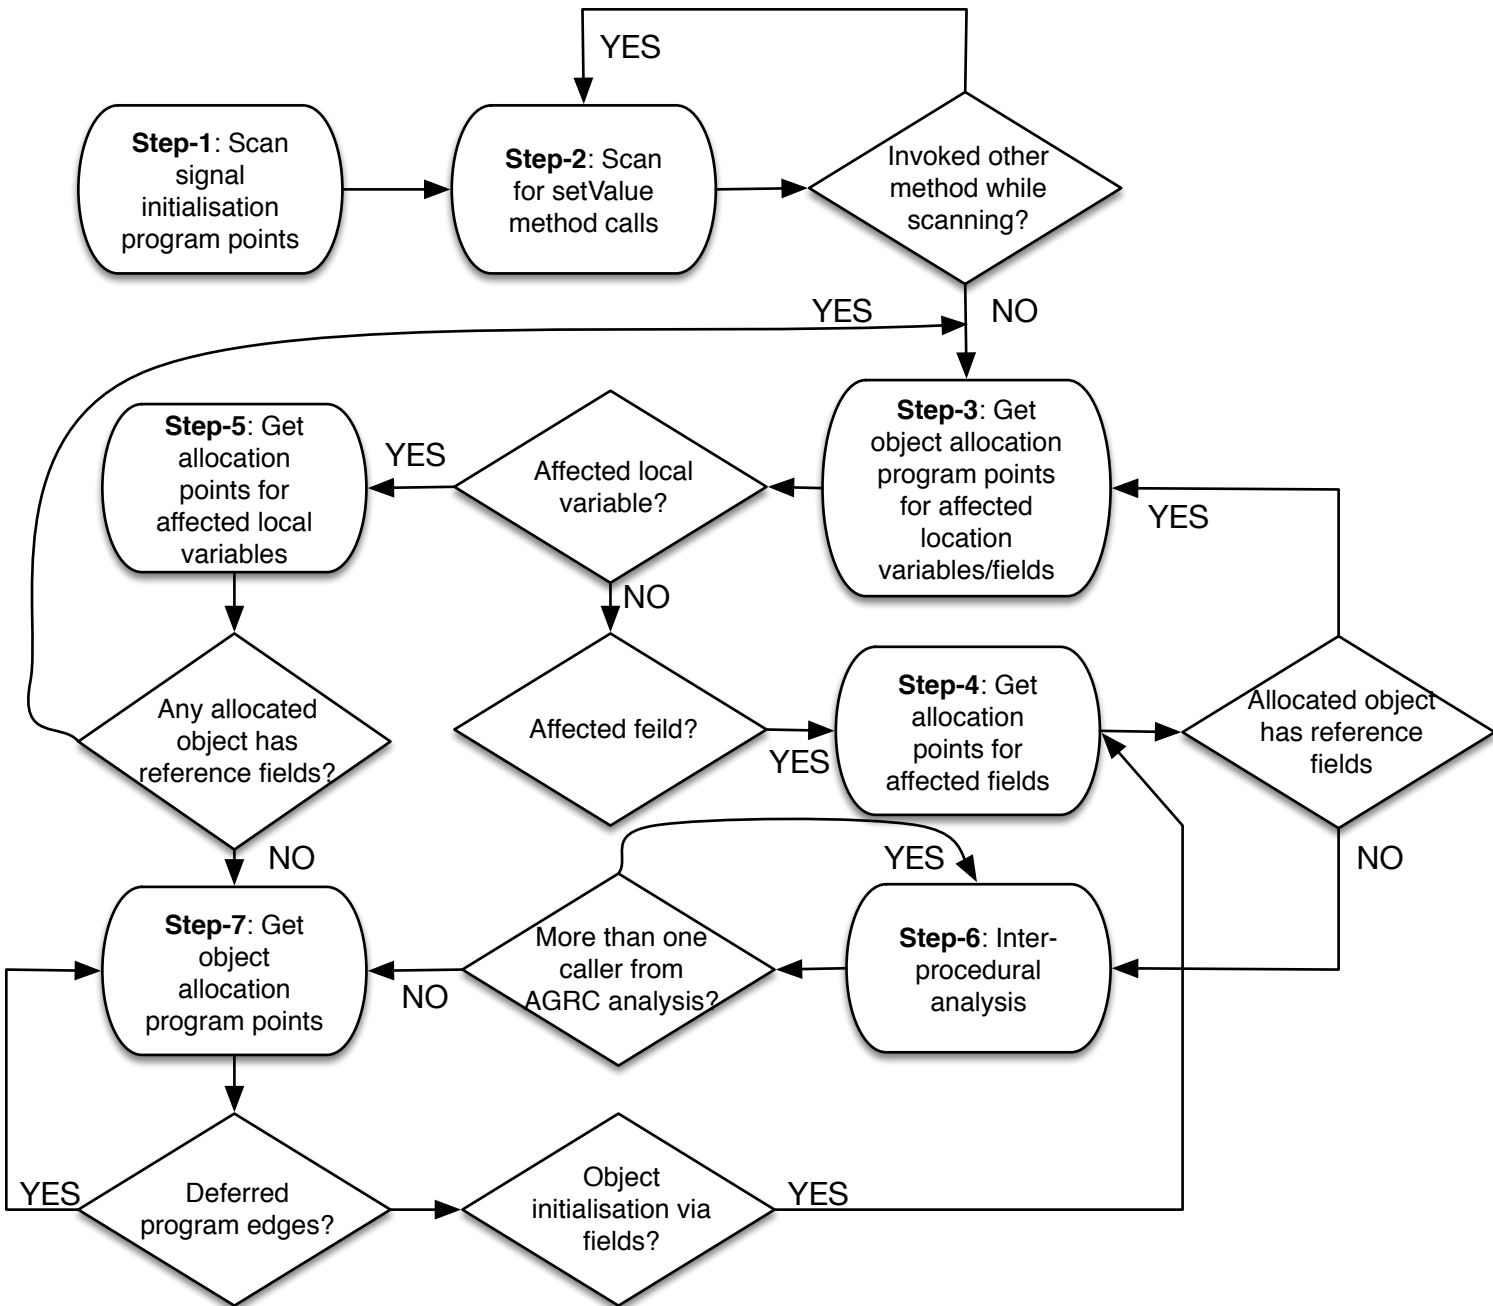 YES
Step-1: Scan
signal
initialisation
program points
Step-2: Scan
for setValue
method calls
Invoked other
method while
scanning?
YES
NO
Step-5: Get
allocation
points for
affected local
variables
YES
Affected local
variable?
Step-3: Get
object allocation
program points
for affected
location
variables/fields
YES
NO
Any allocated
object has
reference fields?
Affected feild?
YES
Step-4: Get
allocation
points for
affected fields
Allocated object
has reference
fields
NO
YES
NO
Step-7: Get
object
allocation
program points
NO
More than one
caller from
AGRC analysis?
Step-6: Inter-
procedural
analysis
YES
Deferred
program edges?
Object
initialisation via
fields?
YES